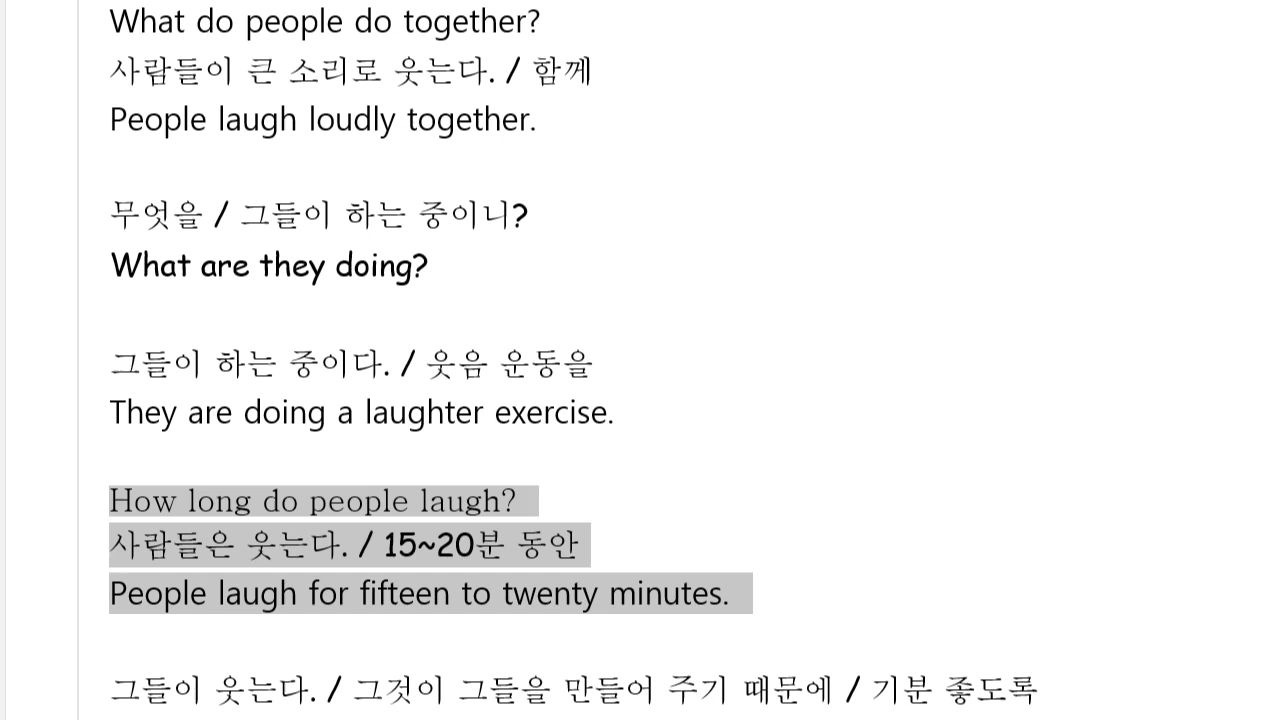 What do people do together?
사람들이 큰 소리로 웃는다. / 함께
People laugh loudly together.
무엇을 / 그들이 하는 중이니?
What are they doing?
그들이 하는 중이다. / 웃음 운동을
They are doing a laughter exercise.
How long do people laugh?
사람들은 웃는다. / 15~20분 동안
People laugh for fifteen to twenty minutes.
그들이 웃는다. / 그것이 그들을 만들어 주기 때문에 / 기분 좋도록